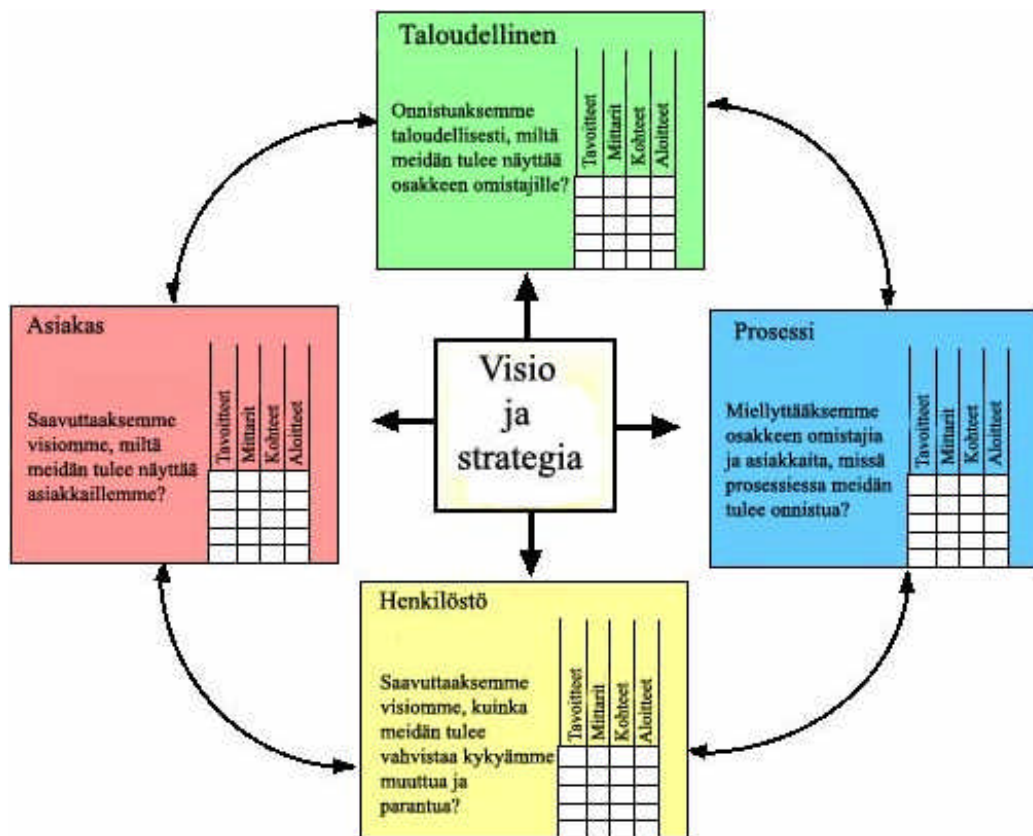 Taloudellinen
Onnistuaksemme
taloudellisesti, miltä
meidän tulee näyttää
osakkeen omistajille?
Tavoitteet
Mittarit
Kohteet
Aloitteet
Asiakas
Saavuttaaksemme
visiomme, miltä
meidän tulee näyttää
asiakkaillemme?
Tavoitteet
Mittarit
Kohteet
Aloitteet
Visio
ja
strategia
Prosessi
Miellyttääksemme
osakkeen omistajia
ja asiakkaita, missä
prosessiessa meidän
tulee onnistua?
Tavoitteet
Mittarit
Kohteet
Aloitteet
Henkilöstö
Saavuttaaksemme
visiomme, kuinka
meidän tulee
vahvistaa kykyämme
muuttua ja
parantua?
Tavoitteet
Mittarit
Kohteet
Aloitteet